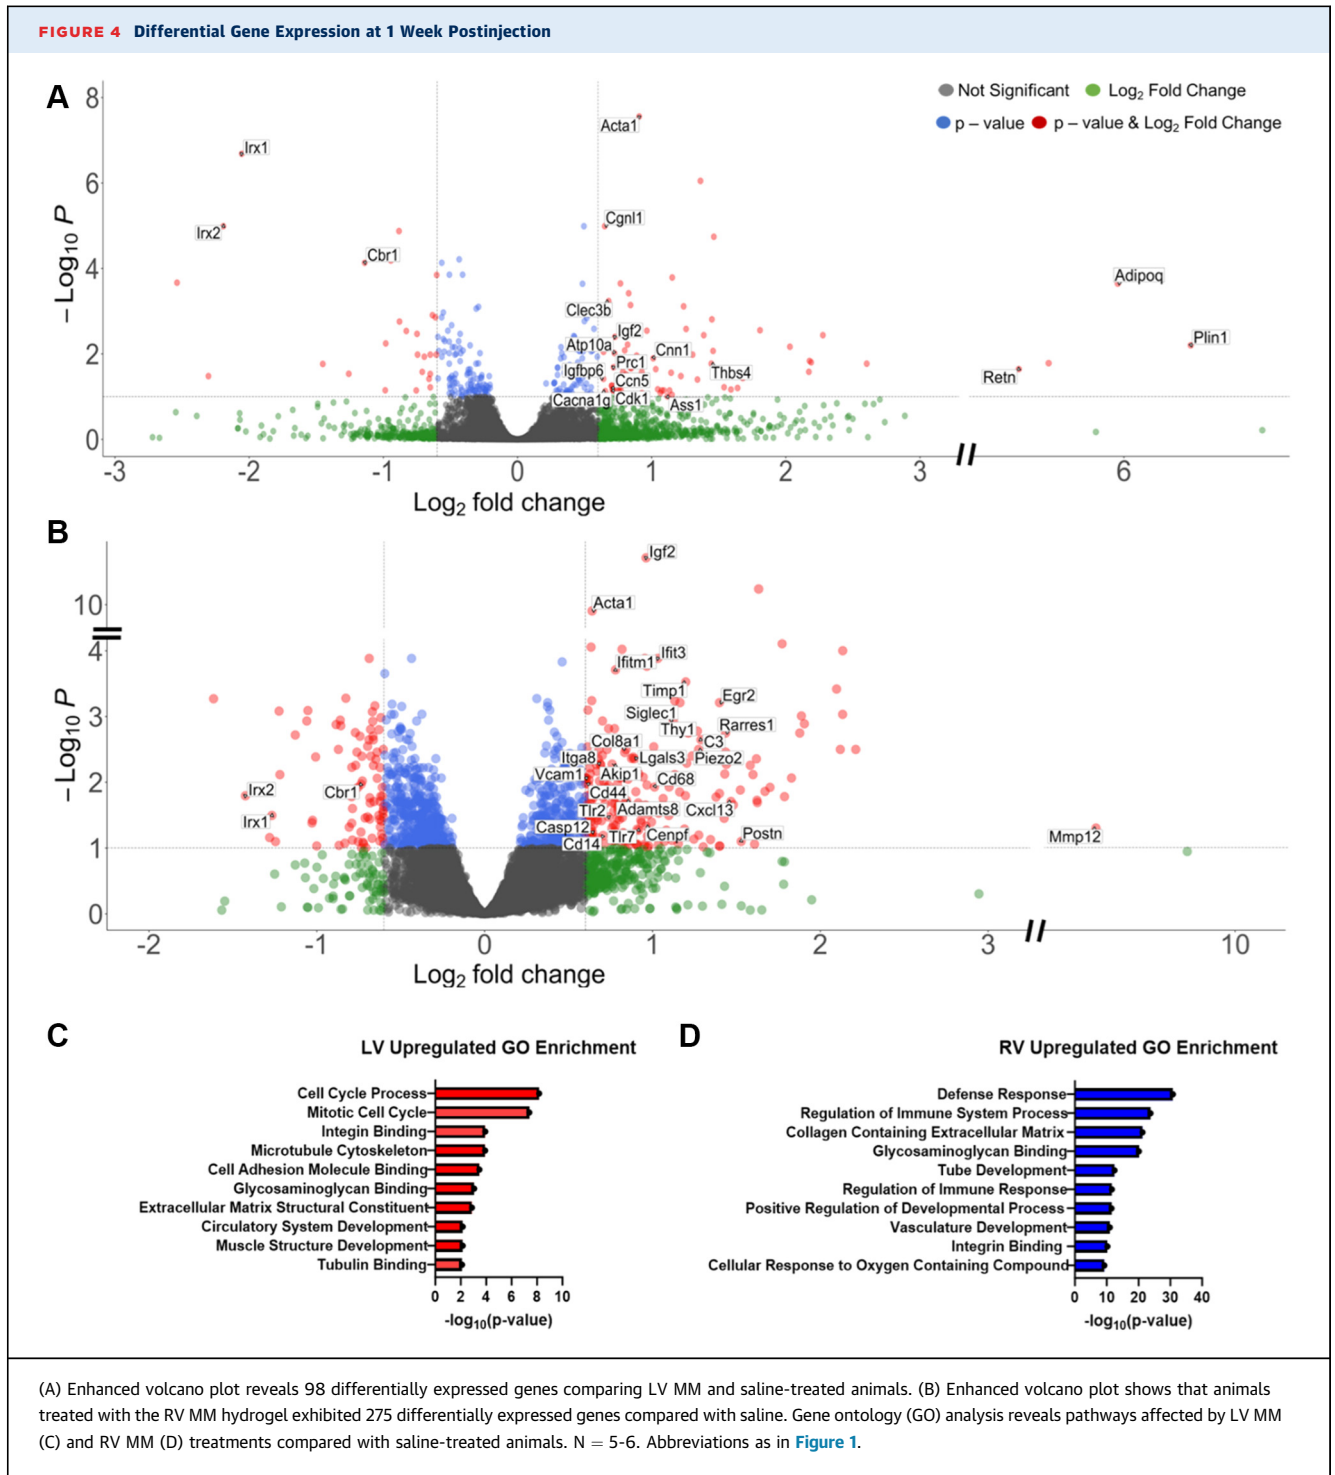 FIGURE 4 Differential Gene Expression at 1 Week Postinjection
A
Not Significant
Log2 Fold Change
p – value
p – value & Log2 Fold Change
8
6
4
2
0
–Log10 P
Irx1
Irx2
Cbr1
Acta1
Cgnl1
Clec3b
Igf2
Atp10a
Cnn1
Prc1
Igfbp6
Thbs4
Ccn5
Cacna1g
Cdk1
Ass1
Adipoq
Plin1
Retn
-3 -2 -1 0 1 2 3 6
Log2 fold change
B
10
4
3
2
1
0
–Log10 P
Igf2
Acta1
Ifit3
Ifitm1
Timp1
Egr2
Siglec1
Thy1
Rarres1
Col8a1
C3
Itga8
Lgals3
Piezo2
Vcam1
Akip1
Cd68
Cd44
Tlr2
Adamts8
Cxcl13
Casp12
Tlr7
Cenpf
Postn
Cd14
Mmp12
Irx2
Cbr1
Irx1
-2 -1 0 1 2 3 10
Log2 fold change
C
LV Upregulated GO Enrichment
Cell Cycle Process
Mitotic Cell Cycle
Integin Binding
Microtubule Cytoskeleton
Cell Adhesion Molecule Binding
Glycosaminoglycan Binding
Extracellular Matrix Structural Constituent
Circulatory System Development
Muscle Structure Development
Tubulin Binding
0 2 4 6 8 10
-log10(p-value)
D
RV Upregulated GO Enrichment
Defense Response
Regulation of Immune System Process
Collagen Containing Extracellular Matrix
Glycosaminoglycan Binding
Tube Development
Regulation of Immune Response
Positive Regulation of Developmental Process
Vasculature Development
Integrin Binding
Cellular Response to Oxygen Containing Compound
0 10 20 30 40
-log10(p-value)
(A) Enhanced volcano plot reveals 98 differentially expressed genes comparing LV MM and saline-treated animals. (B) Enhanced volcano plot shows that animals
treated with the RV MM hydrogel exhibited 275 differentially expressed genes compared with saline. Gene ontology (GO) analysis reveals pathways affected by LV MM
(C) and RV MM (D) treatments compared with saline-treated animals. N = 5-6. Abbreviations as in Figure 1.